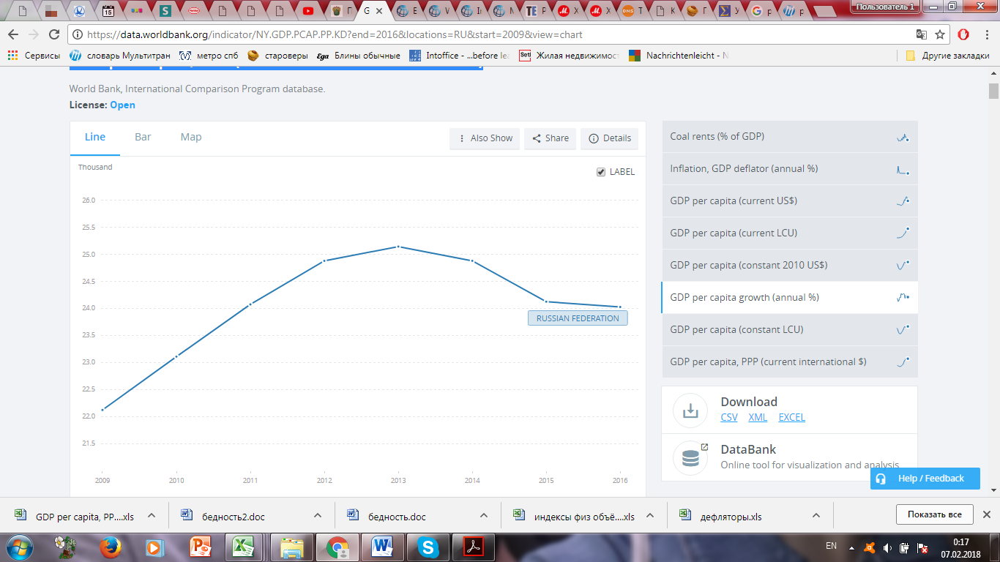 Пользователь 1
https://data.worldbank.org/indicator/NY.GDP.PCAP.PP.KD?end=2016&locations=RU&start=2009&view=chart
Сервисы словарь Мультитран метро спб староверы Блины обычные Intoffice - ...before le Жилая недвижимос Nachrichtenleicht - N Другие закладки
World Bank, International Comparison Program database.
License: Open
Line Bar Map Also Show Share Details
Thousand
LABEL
26.0
25.5
25.0
24.5
24.0
23.5
23.0
22.5
22.0
21.5
RUSSIAN FEDERATION
2009 2010 2011 2012 2013 2014 2015 2016
Coal rents (% of GDP)
Inflation, GDP deflator (annual %)
GDP per capita (current US$)
GDP per capita (current LCU)
GDP per capita (constant 2010 US$)
GDP per capita growth (annual %)
GDP per capita (constant LCU)
GDP per capita, PPP (current international $)
Download
CSV XML EXCEL
DataBank
Online tool for visualization and analysis
Help / Feedback
GDP per capita, PP....xls бедность2.doc бедность.doc индексы физ объё....xls дефляторы.xls Показать все
EN 0:17
07.02.2018